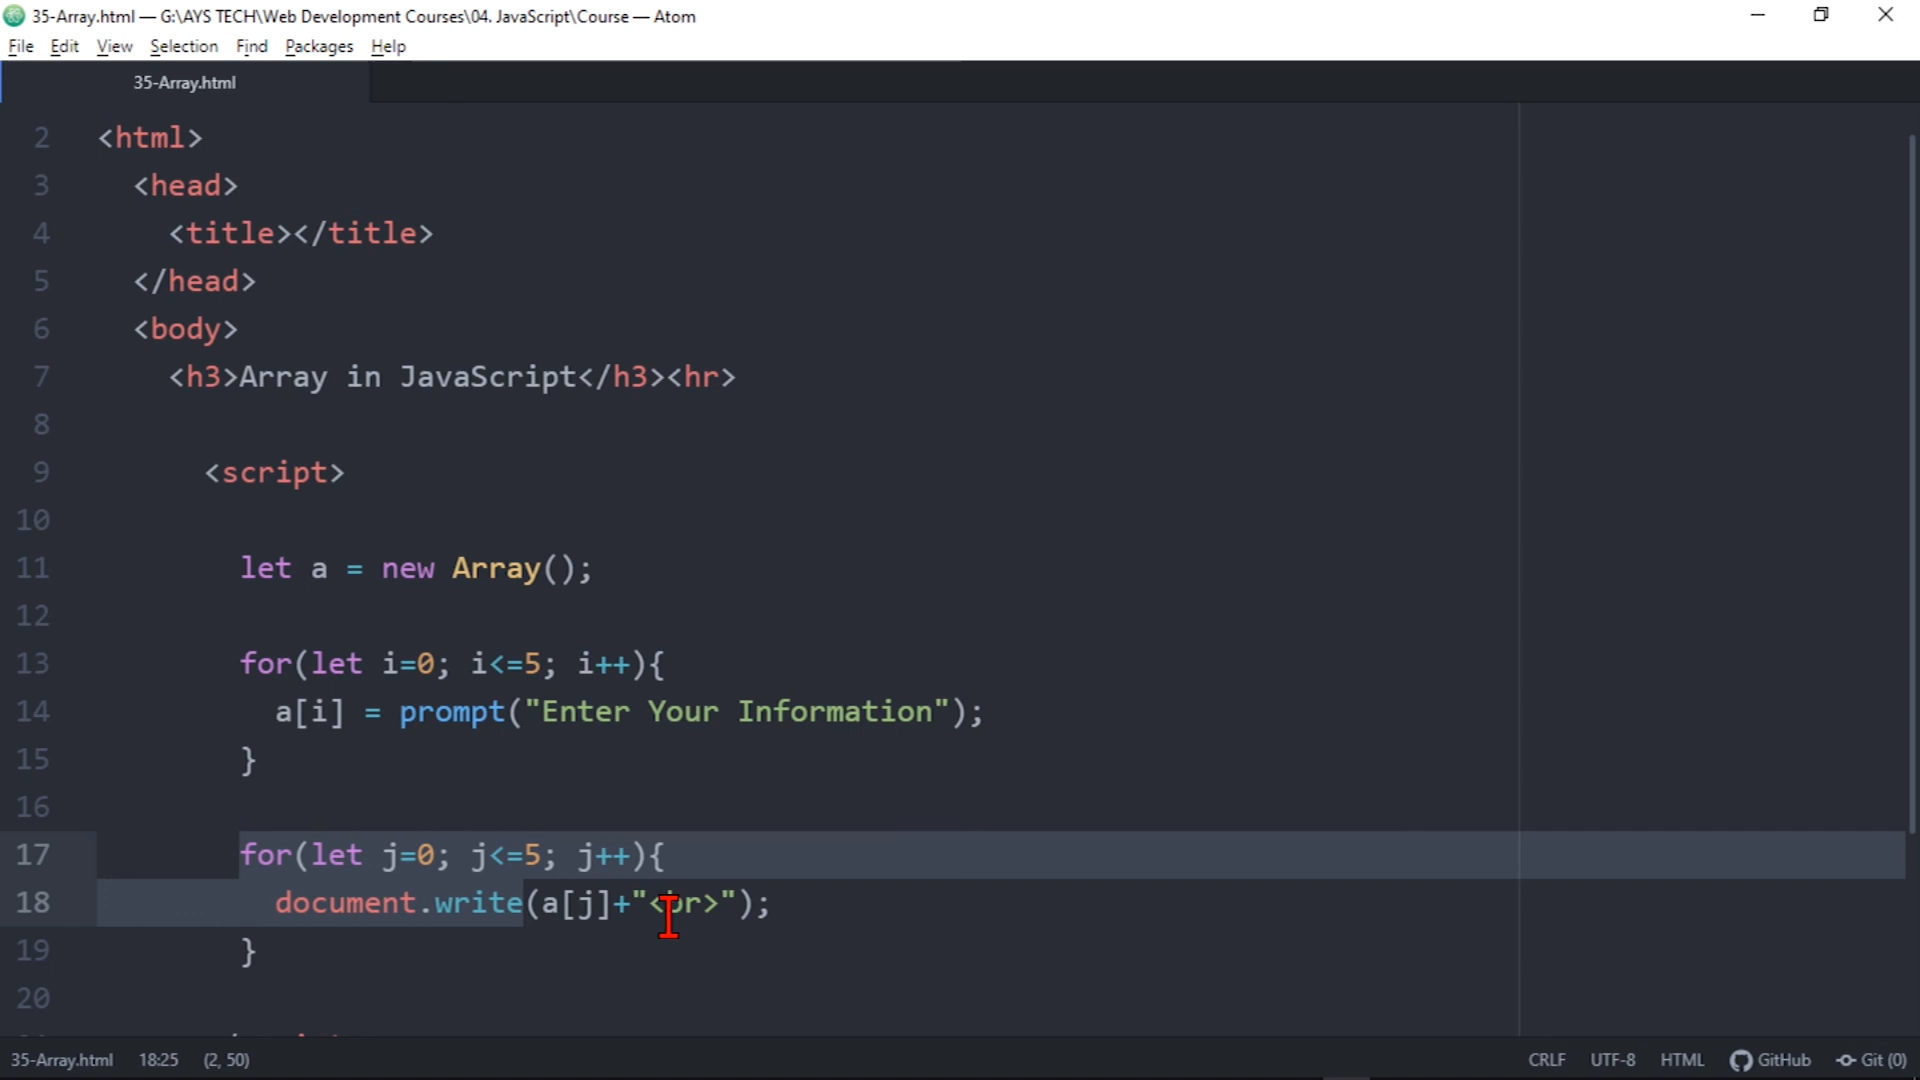 35-Array.html — G:\AYS TECH\Web Development Courses\04. JavaScript\Course — Atom
File Edit View Selection Find Packages Help
35-Array.html
2 <html>
3 <head>
4 <title></title>
5 </head>
6 <body>
7 <h3>Array in JavaScript</h3><hr>
8
9 <script>
10
11 let a = new Array();
12
13 for(let i=0; i<=5; i++){
14 a[i] = prompt("Enter Your Information");
15 }
16
17 for(let j=0; j<=5; j++){
18 document.write(a[j]+"<br>");
19 }
20
35-Array.html 18:25 (2, 50) CRLF UTF-8 HTML GitHub Git (0)